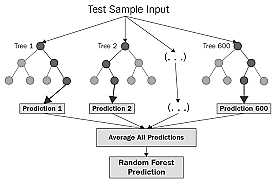 Test Sample Input
Tree 1
Tree 2
Tree 600
(. . .)
Prediction 1
Prediction 2
(. . .)
Prediction 600
Average All Predictions
Random Forest
Prediction